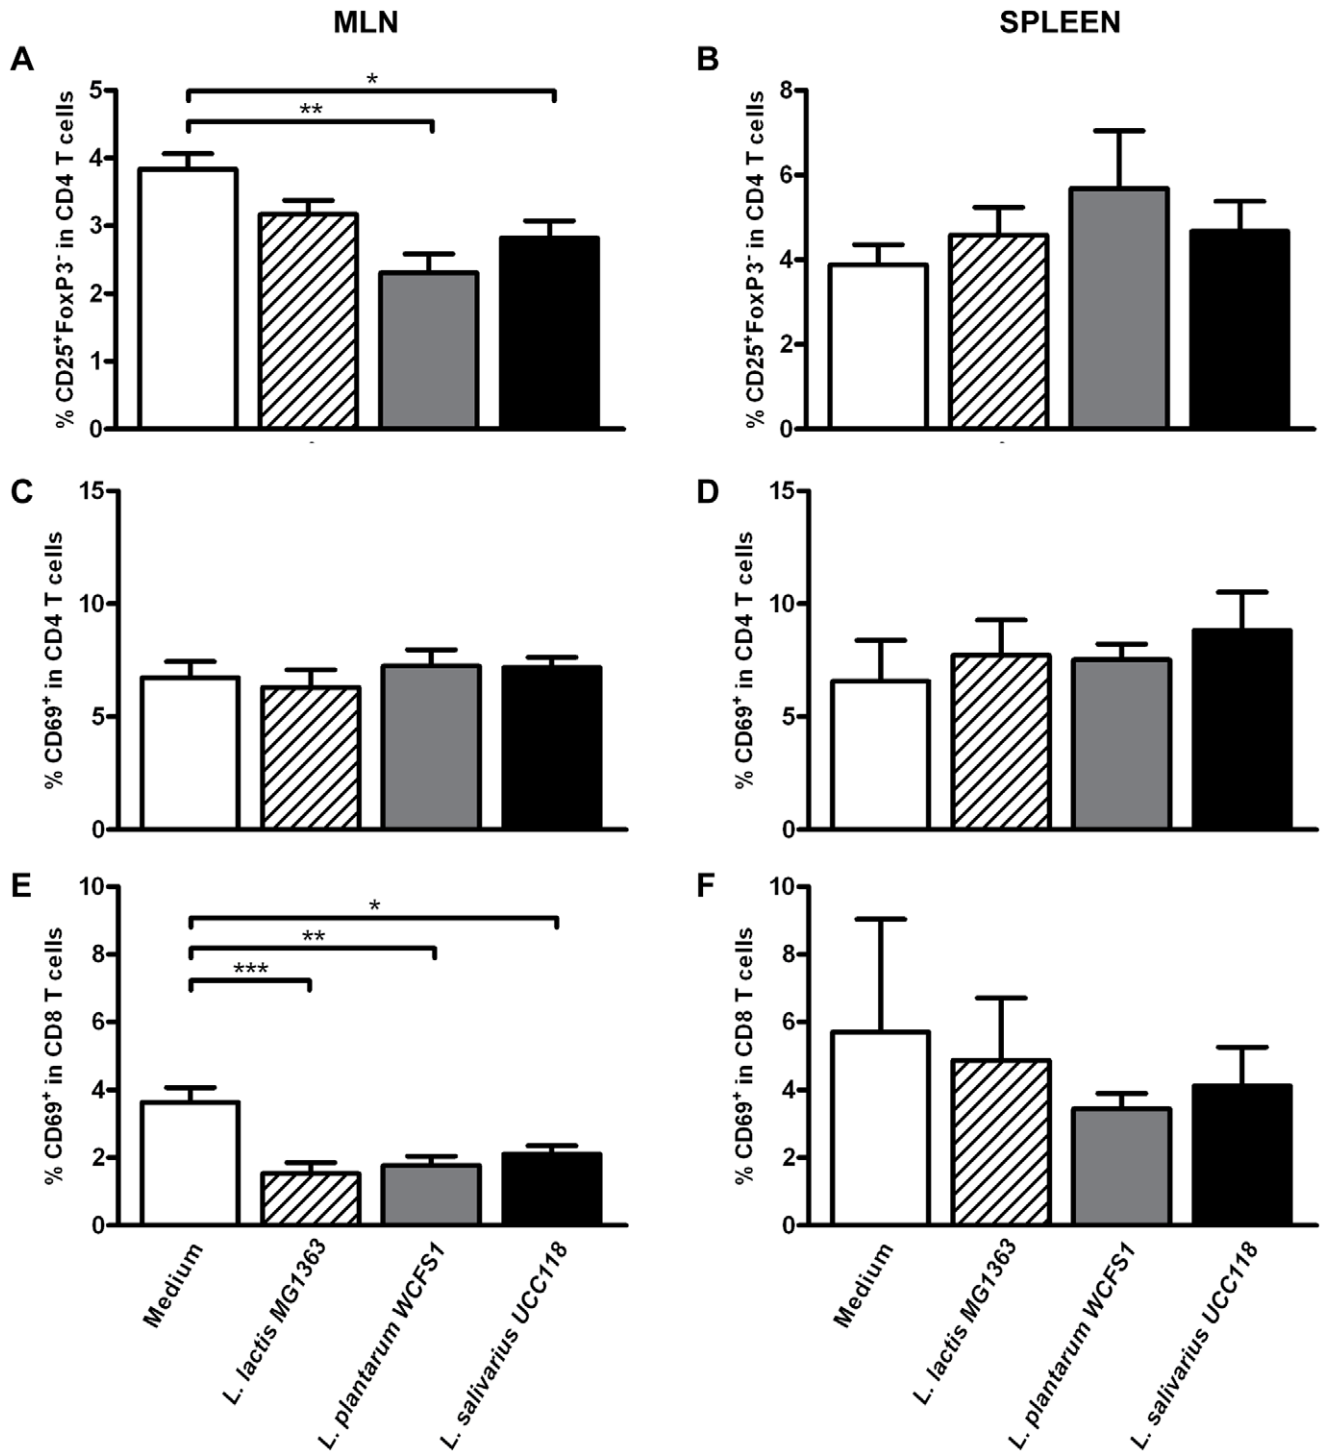 MLN
SPLEEN
A
% CD25⁺FoxP3⁻ in CD4 T cells
5
4
3
2
1
0
*
**
B
% CD25⁺FoxP3⁻ in CD4 T cells
8
6
4
2
0
C
% CD69⁺ in CD4 T cells
15
10
5
0
D
% CD69⁺ in CD4 T cells
15
10
5
0
E
% CD69⁺ in CD8 T cells
10
8
6
4
2
0
*
**
***
Medium
L. lactis MG1363
L. plantarum WCFS1
L. salivarius UCC118
F
% CD69⁺ in CD8 T cells
10
8
6
4
2
0
Medium
L. lactis MG1363
L. plantarum WCFS1
L. salivarius UCC118